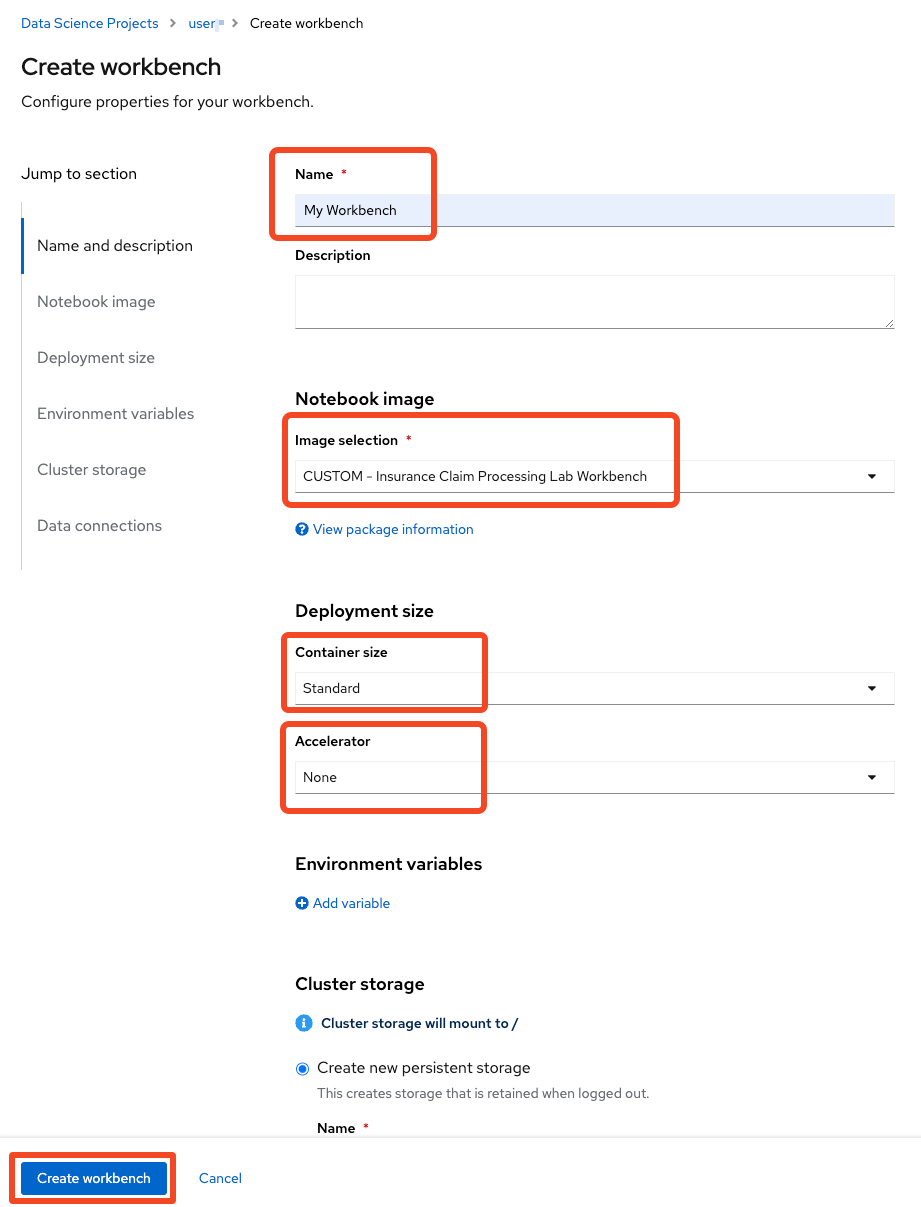 Data Science Projects > user > Create workbench
Create workbench
Configure properties for your workbench.
Jump to section
Name and description
Notebook image
Deployment size
Environment variables
Cluster storage
Data connections
Name *
My Workbench
Description
Notebook image
Image selection *
CUSTOM - Insurance Claim Processing Lab Workbench
View package information
Deployment size
Container size
Standard
Accelerator
None
Environment variables
Add variable
Cluster storage
Cluster storage will mount to /
Create new persistent storage
This creates storage that is retained when logged out.
Name *
Create workbench
Cancel